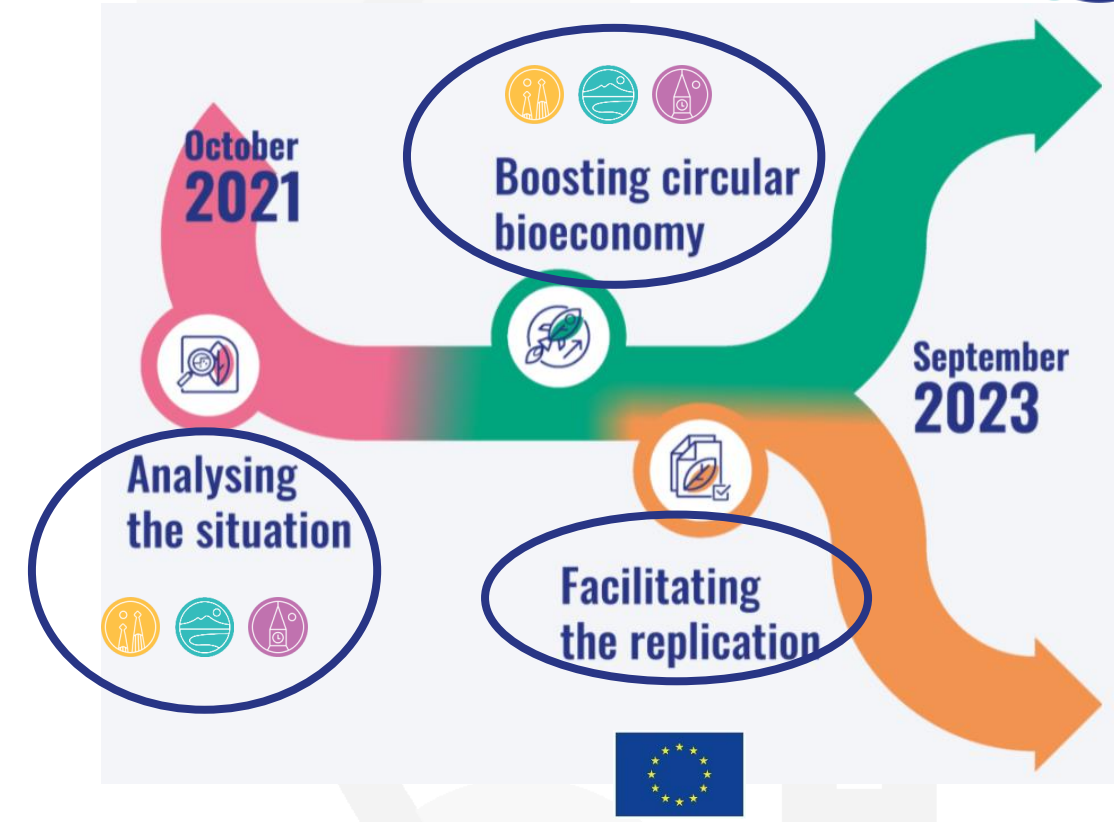 October
2021
Boosting circular
bioeconomy
September
2023
Analysing
the situation
Facilitating
the replication